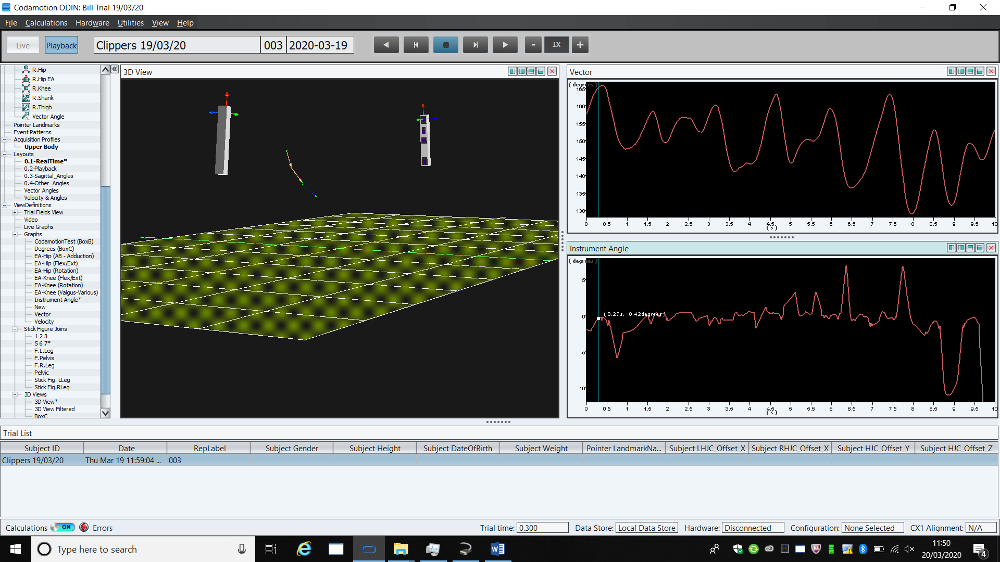 Codamotion ODIN: Bill Trial 19/03/20
File Calculations Hardware Utilities View Help
Live Playback Clippers 19/03/20 003 2020-03-19 - 1X +
R.Hip
R.Hip EA
R.Knee
R.Shank
R.Thigh
Vector Angle
Pointer Landmarks
Event Patterns
Acquisition Profiles
Upper Body
Layouts
0.1-RealTime*
0.2-Playback
0.3-Sagittal_Angles
0.4-Other_Angles
Vector Angles
Velocity & Angles
ViewDefinitions
Trial Fields View
Video
Live Graphs
Graphs
CodamotionTest (BoxB)
Degrees (BoxC)
EA-Hip (AB - Adduction)
EA-Hip (Flex/Ext)
EA-Hip (Rotation)
EA-Knee (Flex/Ext)
EA-Knee (Rotation)
EA-Knee (Valgus-Various)
Instrument Angle*
New
Vector
Velocity
Stick Figure Joins
1 2 3
5 6 7*
F.L.Leg
F.Pelvis
F.R.Leg
Pelvic
Stick Fig. LLeg
Stick Fig.RLeg
3D Views
3D View*
3D View Filtered
BoxC
3D View
Vector
( degrees )
165
160
155
150
145
140
135
130
0 0.5 1 1.5 2 2.5 3 3.5 4 4.5 5 5.5 6 6.5 7 7.5 8 8.5 9 9.5 10
( s )
Instrument Angle
( degrees )
5
0
-5
-10
( 0.29s, -0.42degrees )
0 0.5 1 1.5 2 2.5 3 3.5 4 4.5 5 5.5 6 6.5 7 7.5 8 8.5 9 9.5 10
( s )
Trial List
Subject ID Date RepLabel Subject Gender Subject Height Subject DateOfBirth Subject Weight Pointer LandmarkNa... Subject LHJC_Offset_X Subject RHJC_Offset_X Subject HJC_Offset_Y Subject HJC_Offset_Z
Clippers 19/03/20 Thu Mar 19 11:59:04 ... 003
Calculations ON Errors Trial time: 0.300 Data Store: Local Data Store Hardware: Disconnected Configuration: None Selected CX1 Alignment: N/A
Type here to search
11:50
20/03/2020
4